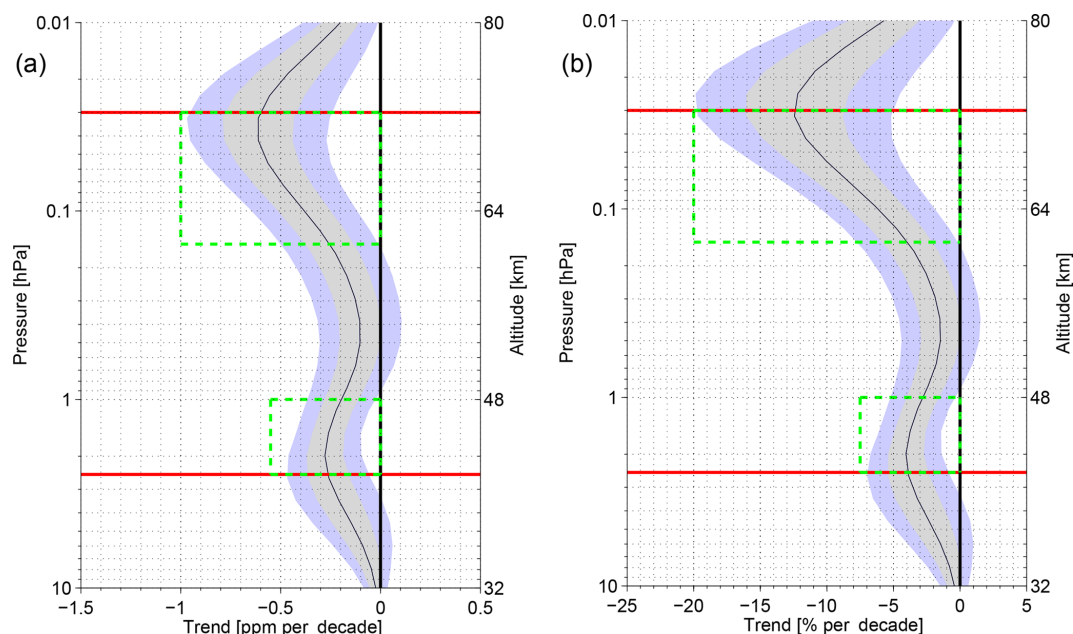 (a)
Pressure [hPa]
0.01
0.1
1
10
80
64
48
32
Altitude [km]
−1.5 −1 −0.5 0 0.5
Trend [ppm per decade]
(b)
Pressure [hPa]
0.01
0.1
1
10
80
64
48
32
Altitude [km]
−25 −20 −15 −10 −5 0 5
Trend [% per decade]